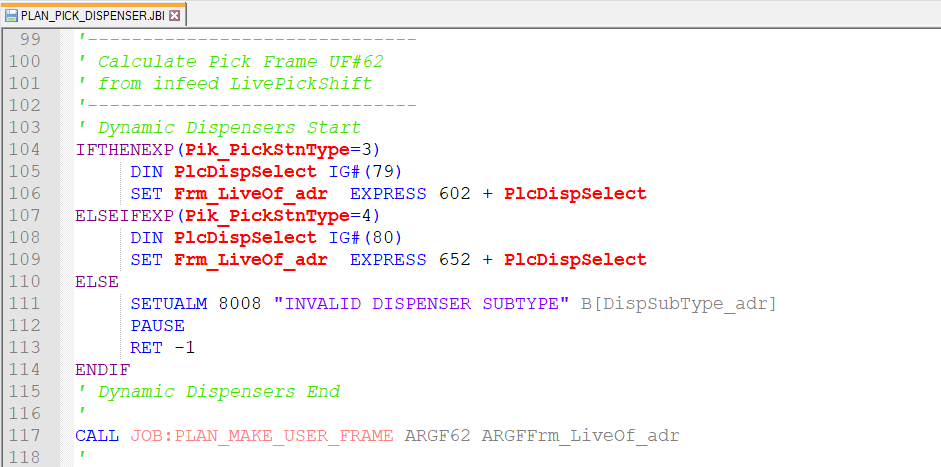 PLAN_PICK_DISPENSER.JBI
99 '------------------------------
100 ' Calculate Pick Frame UF#62
101 ' from infeed LivePickShift
102 '------------------------------
103 ' Dynamic Dispensers Start
104 IFTHENEXP(Pik_PickStnType=3)
105 DIN PlcDispSelect IG#(79)
106 SET Frm_LiveOf_adr  EXPRESS 602 + PlcDispSelect
107 ELSEIFEXP(Pik_PickStnType=4)
108 DIN PlcDispSelect IG#(80)
109 SET Frm_LiveOf_adr  EXPRESS 652 + PlcDispSelect
110 ELSE
111 SETUALM 8008 "INVALID DISPENSER SUBTYPE" B[DispSubType_adr]
112 PAUSE
113 RET -1
114 ENDIF
115 ' Dynamic Dispensers End
116 '
117 CALL JOB:PLAN_MAKE_USER_FRAME ARGF62 ARGFFrm_LiveOf_adr
118 '